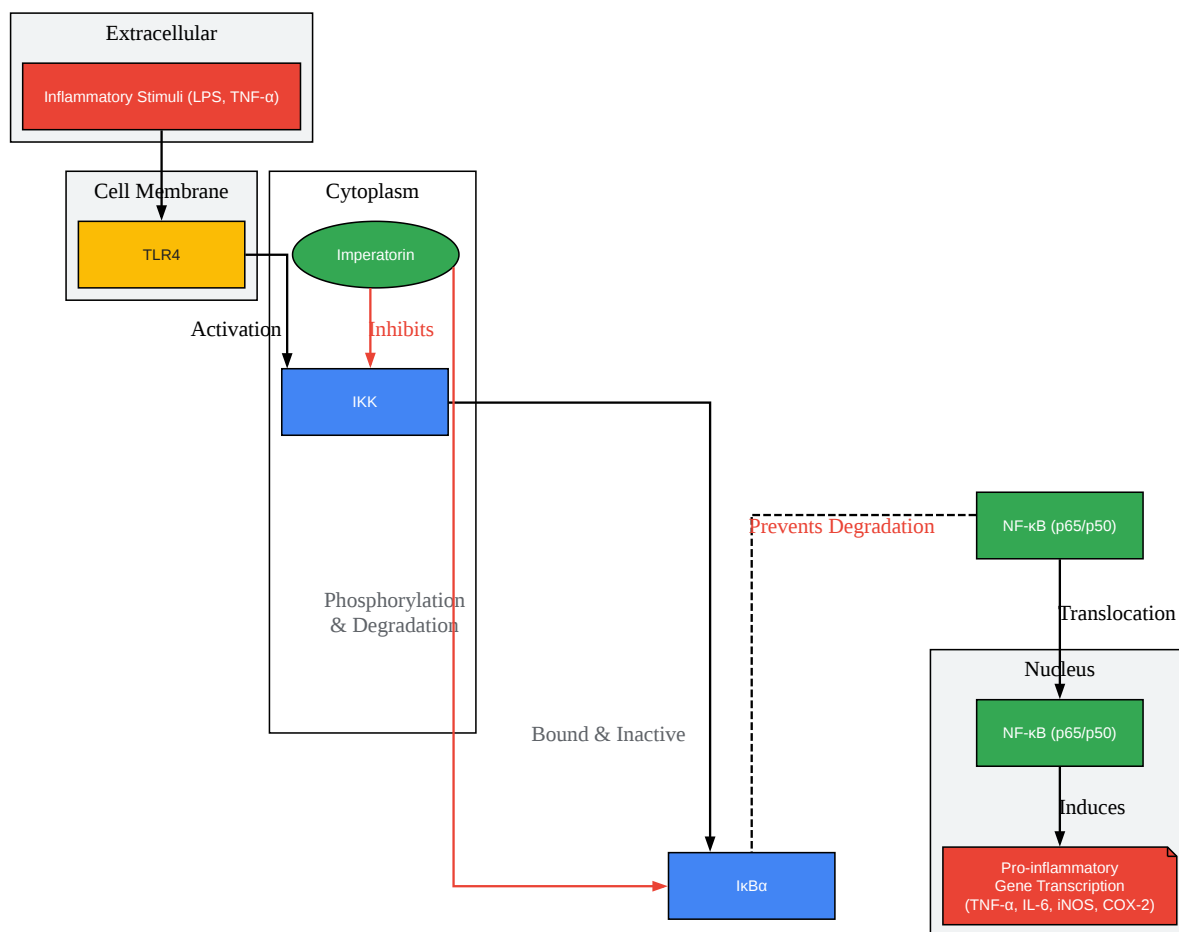 Extracellular
Inflammatory Stimuli (LPS, TNF-α)
Cell Membrane
TLR4
Cytoplasm
Imperatorin
Activation
Inhibits
IKK
NF-κB (p65/p50)
Prevents Degradation
Phosphorylation
& Degradation
Translocation
Nucleus
NF-κB (p65/p50)
Bound & Inactive
Induces
IκBα
Pro-inflammatory
Gene Transcription
(TNF-α, IL-6, iNOS, COX-2)